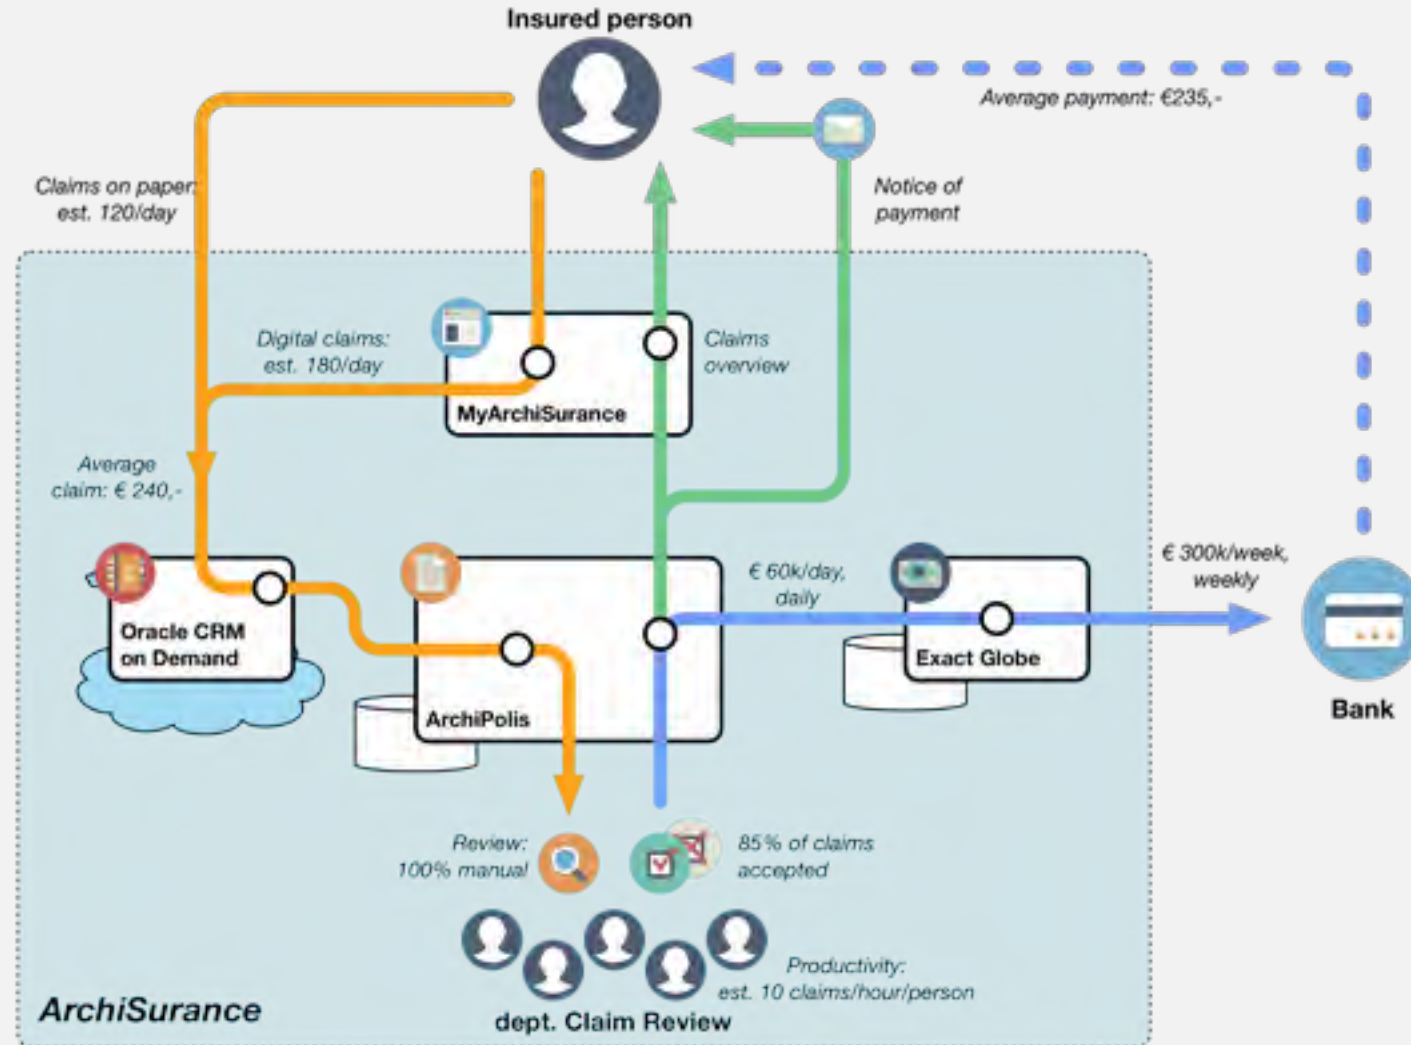 Insured person
Average payment: €235,-
Claims on paper:
est. 120/day
Notice of
payment
Digital claims:
est. 180/day
Claims
overview
MyArchiSurance
Average
claim: € 240,-
€ 60k/day,
daily
€ 300k/week,
weekly
Oracle CRM
on Demand
ArchiPolis
Exact Globe
Bank
Review:
100% manual
85% of claims
accepted
Productivity:
est. 10 claims/hour/person
ArchiSurance
dept. Claim Review